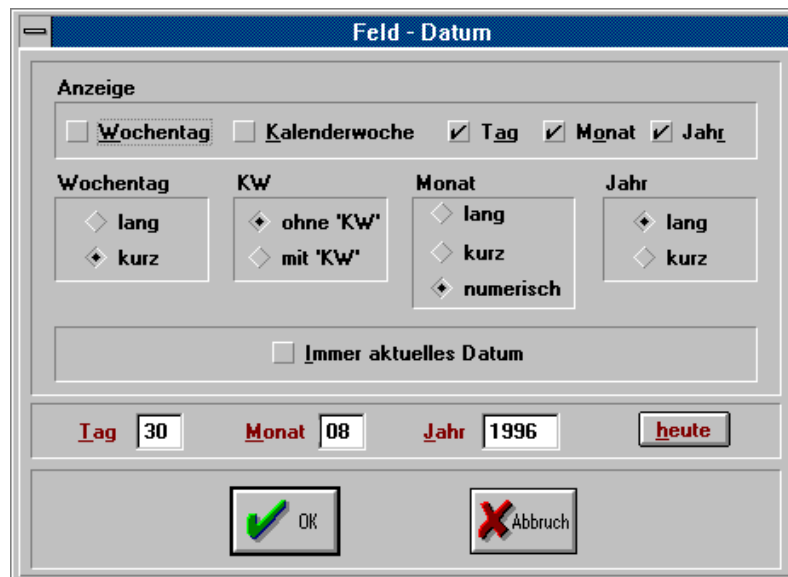 Feld - Datum
Anzeige
Wochentag Kalenderwoche Tag Monat Jahr
Wochentag KW Monat Jahr
lang ohne 'KW' lang lang
kurz mit 'KW' kurz kurz
numerisch
Immer aktuelles Datum
Tag 30 Monat 08 Jahr 1996 heute
OK Abbruch